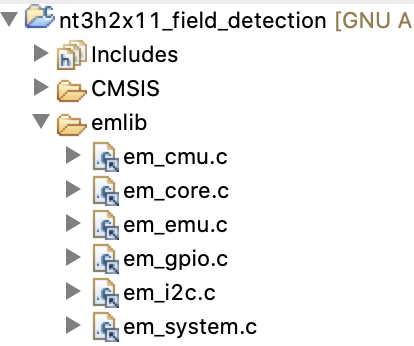 nt3h2x11_field_detection [GNU A
Includes
CMSIS
emlib
em_cmu.c
em_core.c
em_emu.c
em_gpio.c
em_i2c.c
em_system.c